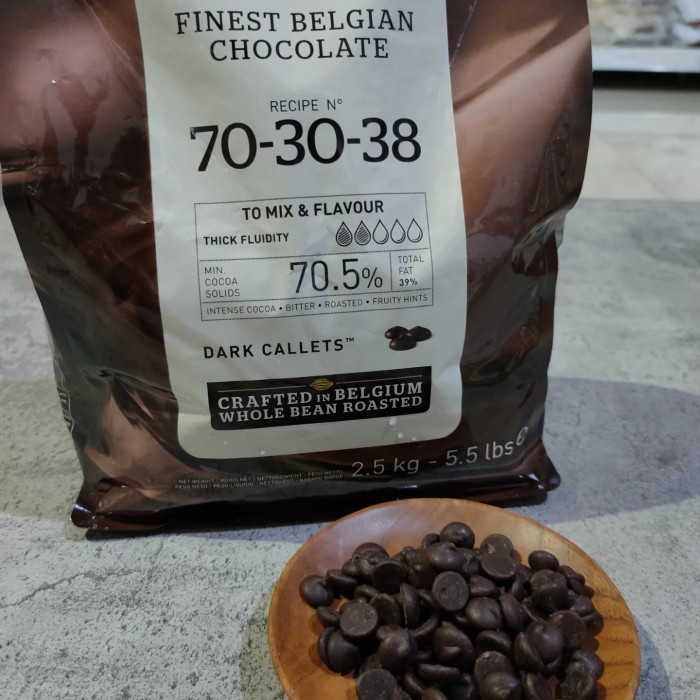 FINEST BELGIAN
CHOCOLATE
RECIPE N°
70-30-38
TO MIX & FLAVOUR
THICK FLUIDITY
MIN.
COCOA
SOLIDS
70.5%
TOTAL
FAT
39%
INTENSE COCOA • BITTER • ROASTED • FRUITY HINTS
DARK CALLETS™
CRAFTED IN BELGIUM
WHOLE BEAN ROASTED
2.5 kg - 5.5 lbs ℮